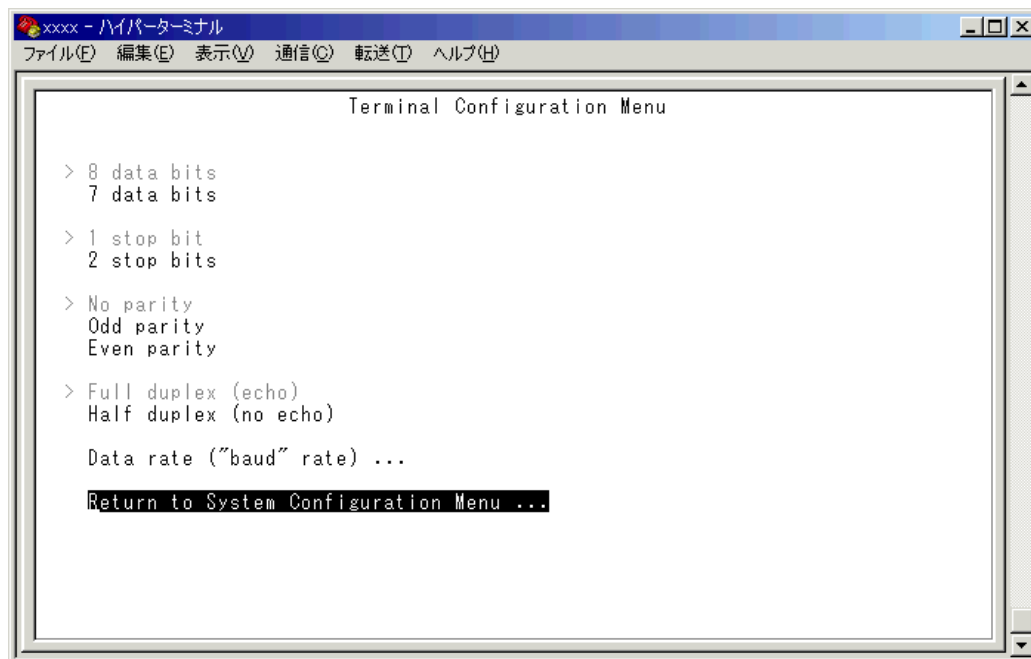 xxxx - ハイパーターミナル
ファイル(F) 編集(E) 表示(V) 通信(C) 転送(T) ヘルプ(H)
Terminal Configuration Menu
> 8 data bits
7 data bits
> 1 stop bit
2 stop bits
> No parity
Odd parity
Even parity
> Full duplex (echo)
Half duplex (no echo)
Data rate ("baud" rate) ...
Return to System Configuration Menu ...